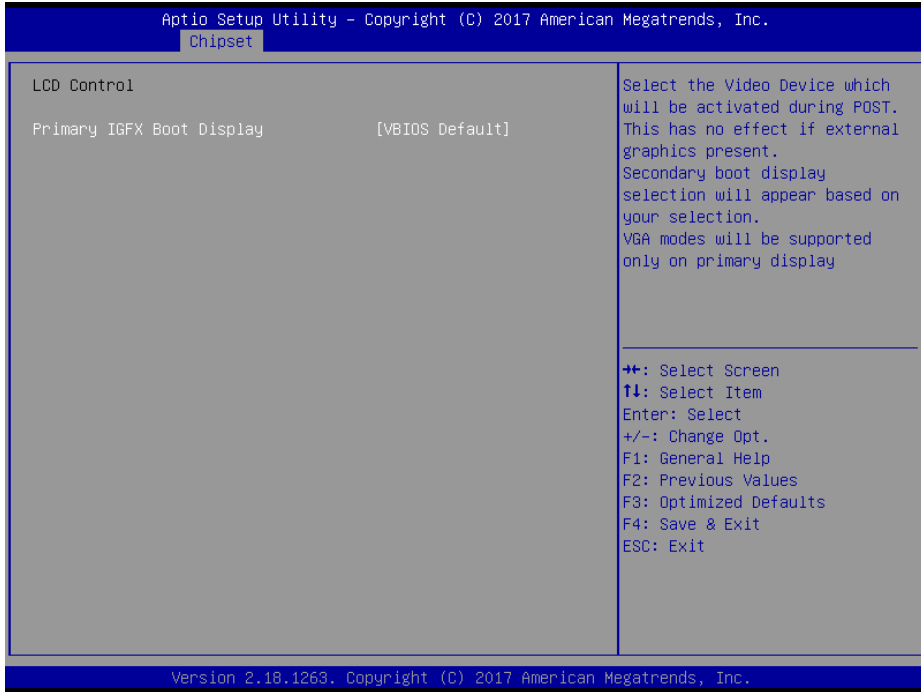 Aptio Setup Utility – Copyright (C) 2017 American Megatrends, Inc.
Chipset
LCD Control
Primary IGFX Boot Display [VBIOS Default]
Select the Video Device which
will be activated during POST.
This has no effect if external
graphics present.
Secondary boot display
selection will appear based on
your selection.
VGA modes will be supported
only on primary display
→←: Select Screen
↑↓: Select Item
Enter: Select
+/-: Change Opt.
F1: General Help
F2: Previous Values
F3: Optimized Defaults
F4: Save & Exit
ESC: Exit
Version 2.18.1263. Copyright (C) 2017 American Megatrends, Inc.